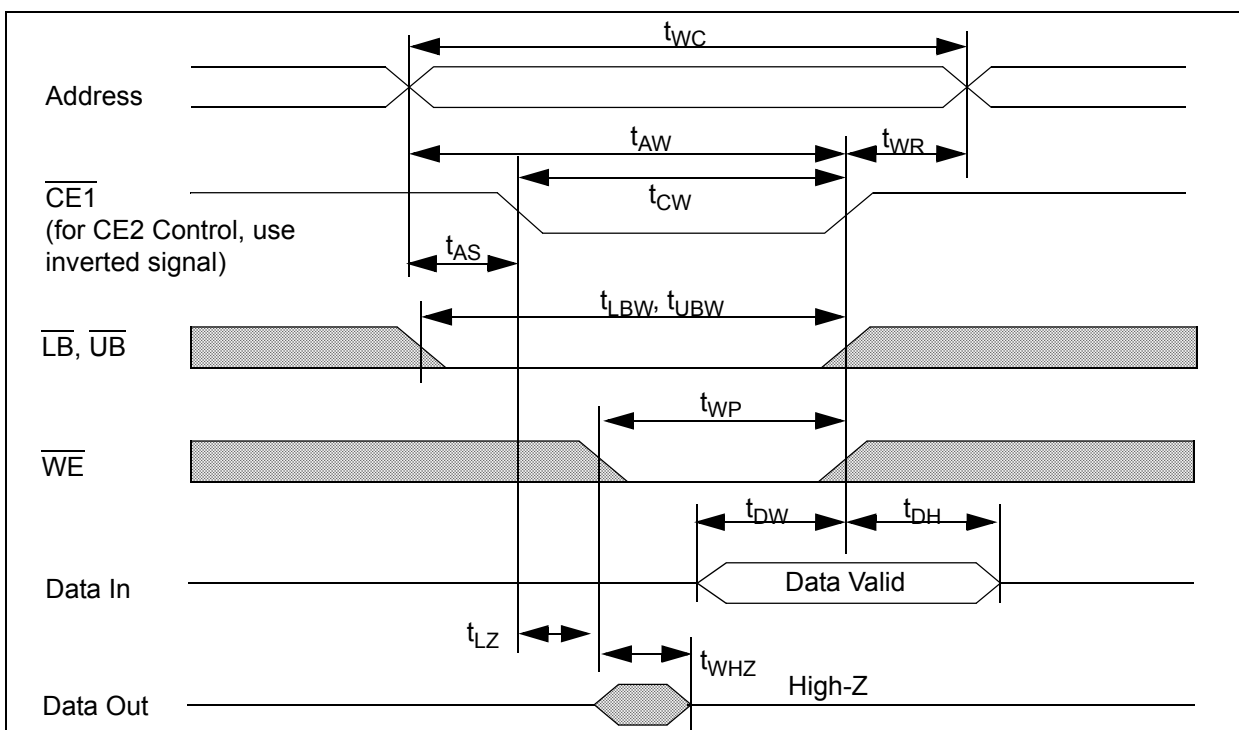 tWC
Address
tAW
tWR
CE1
(for CE2 Control, use
inverted signal)
tCW
tAS
tLBW, tUBW
LB, UB
tWP
WE
tDW
tDH
Data In
Data Valid
tLZ
tWHZ
High-Z
Data Out